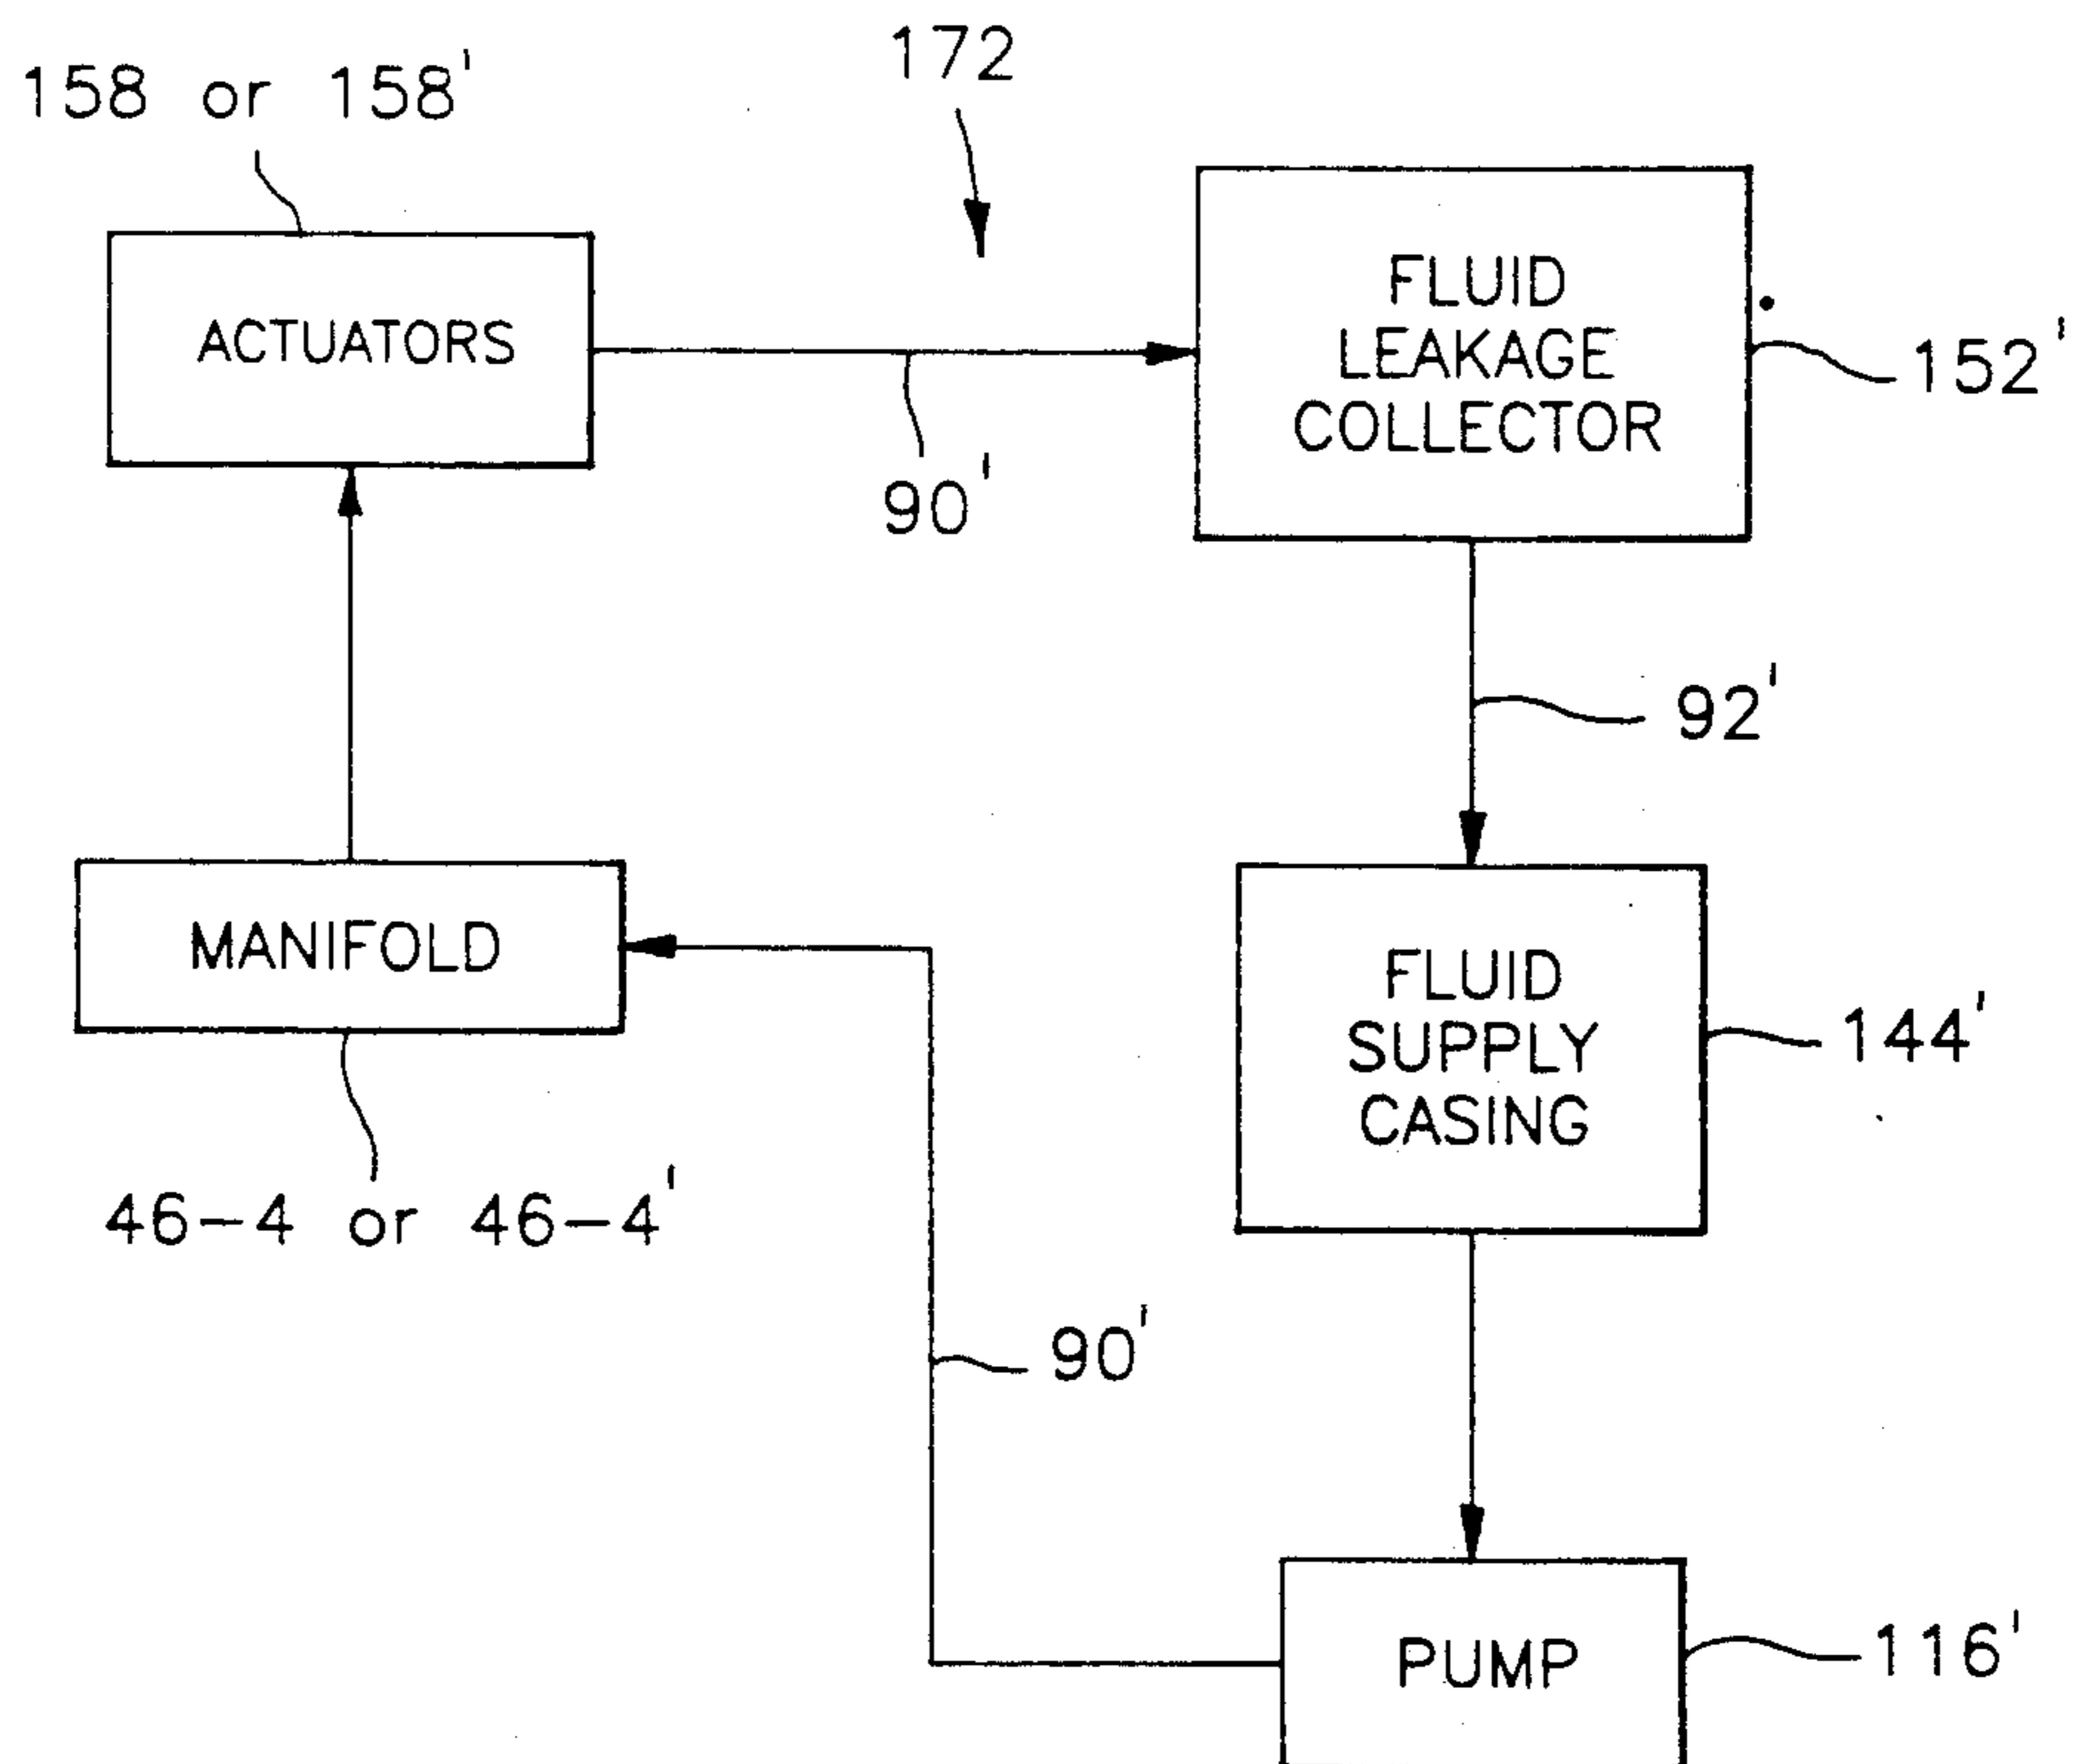 172
158 or 158'
ACTUATORS
FLUID
LEAKAGE
COLLECTOR
152'
90'
92'
MANIFOLD
46-4 or 46-4'
FLUID
SUPPLY
CASING
144'
90'
PUMP
116'